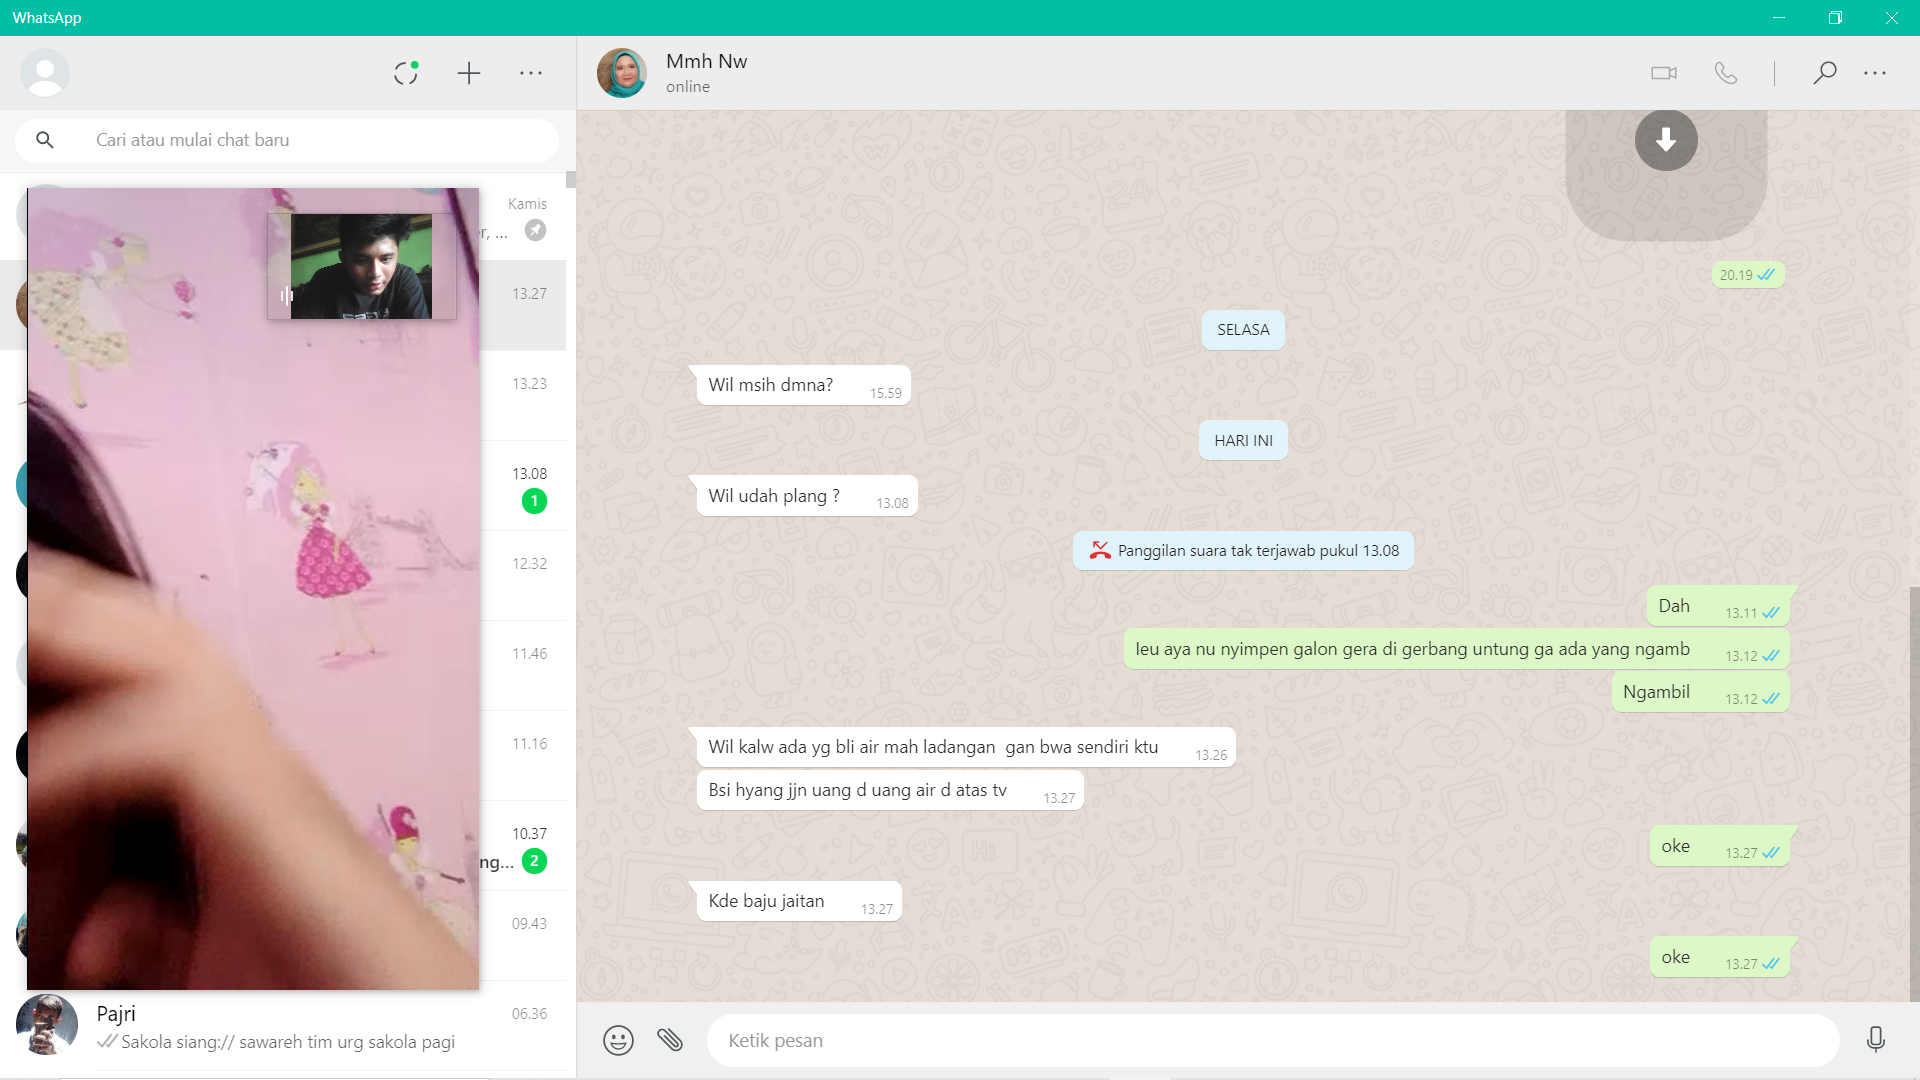 WhatsApp
Cari atau mulai chat baru
Kamis
r, ...
13.27
13.23
13.08
1
12.32
11.46
11.16
10.37
ng... 2
09.43
Pajri 06.36
Sakola siang:// sawareh tim urg sakola pagi
Mmh Nw
online
20.19
SELASA
Wil msih dmna? 15.59
HARI INI
Wil udah plang ? 13.08
Panggilan suara tak terjawab pukul 13.08
Dah 13.11
Ieu aya nu nyimpen galon gera di gerbang untung ga ada yang ngamb 13.12
Ngambil 13.12
Wil kalw ada yg bli air mah ladangan gan bwa sendiri ktu 13.26
Bsi hyang jjn uang d uang air d atas tv 13.27
oke 13.27
Kde baju jaitan 13.27
oke 13.27
Ketik pesan